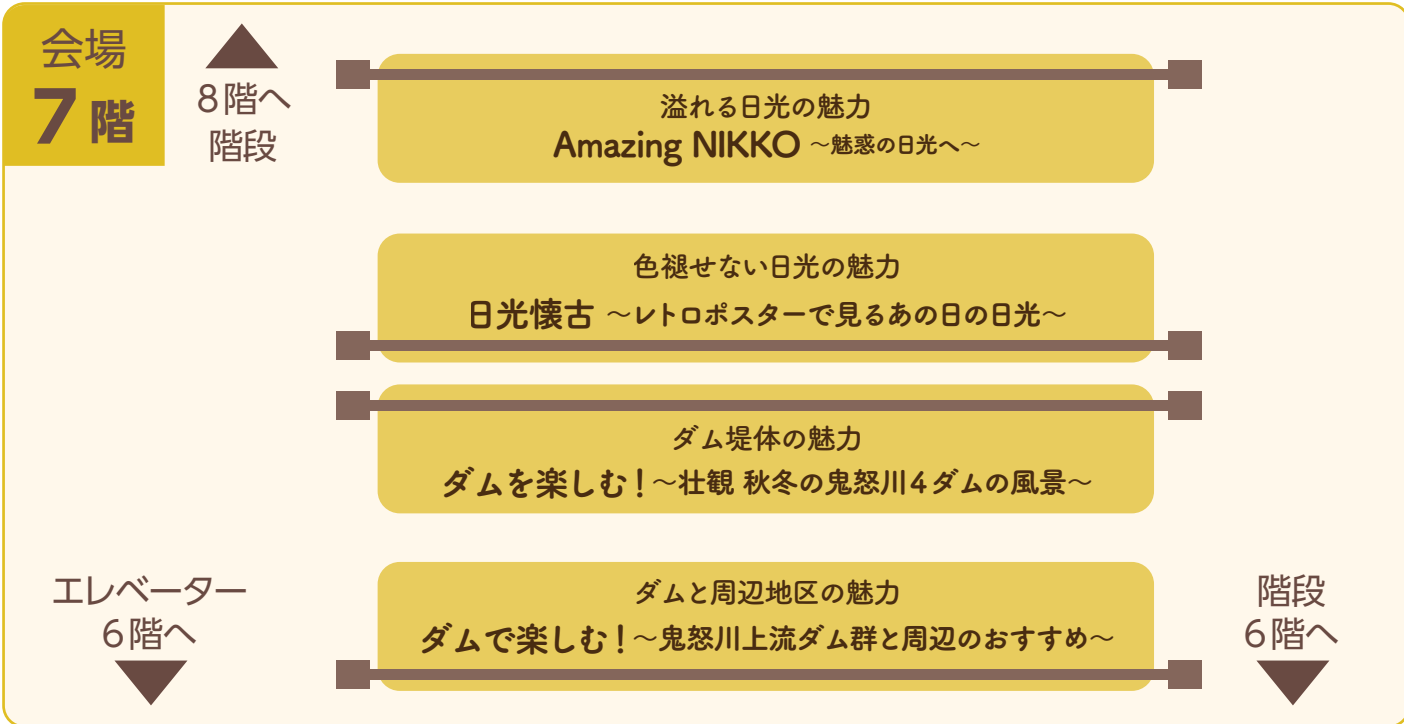 会場
7階
8階へ
階段
溢れる日光の魅力
Amazing NIKKO ～魅惑の日光へ～
色褪せない日光の魅力
日光懐古 ～レトロポスターで見るあの日の日光～
ダム堤体の魅力
ダムを楽しむ！～壮観 秋冬の鬼怒川4ダムの風景～
エレベーター
6階へ
ダムと周辺地区の魅力
ダムで楽しむ！～鬼怒川上流ダム群と周辺のおすすめ～
階段
6階へ